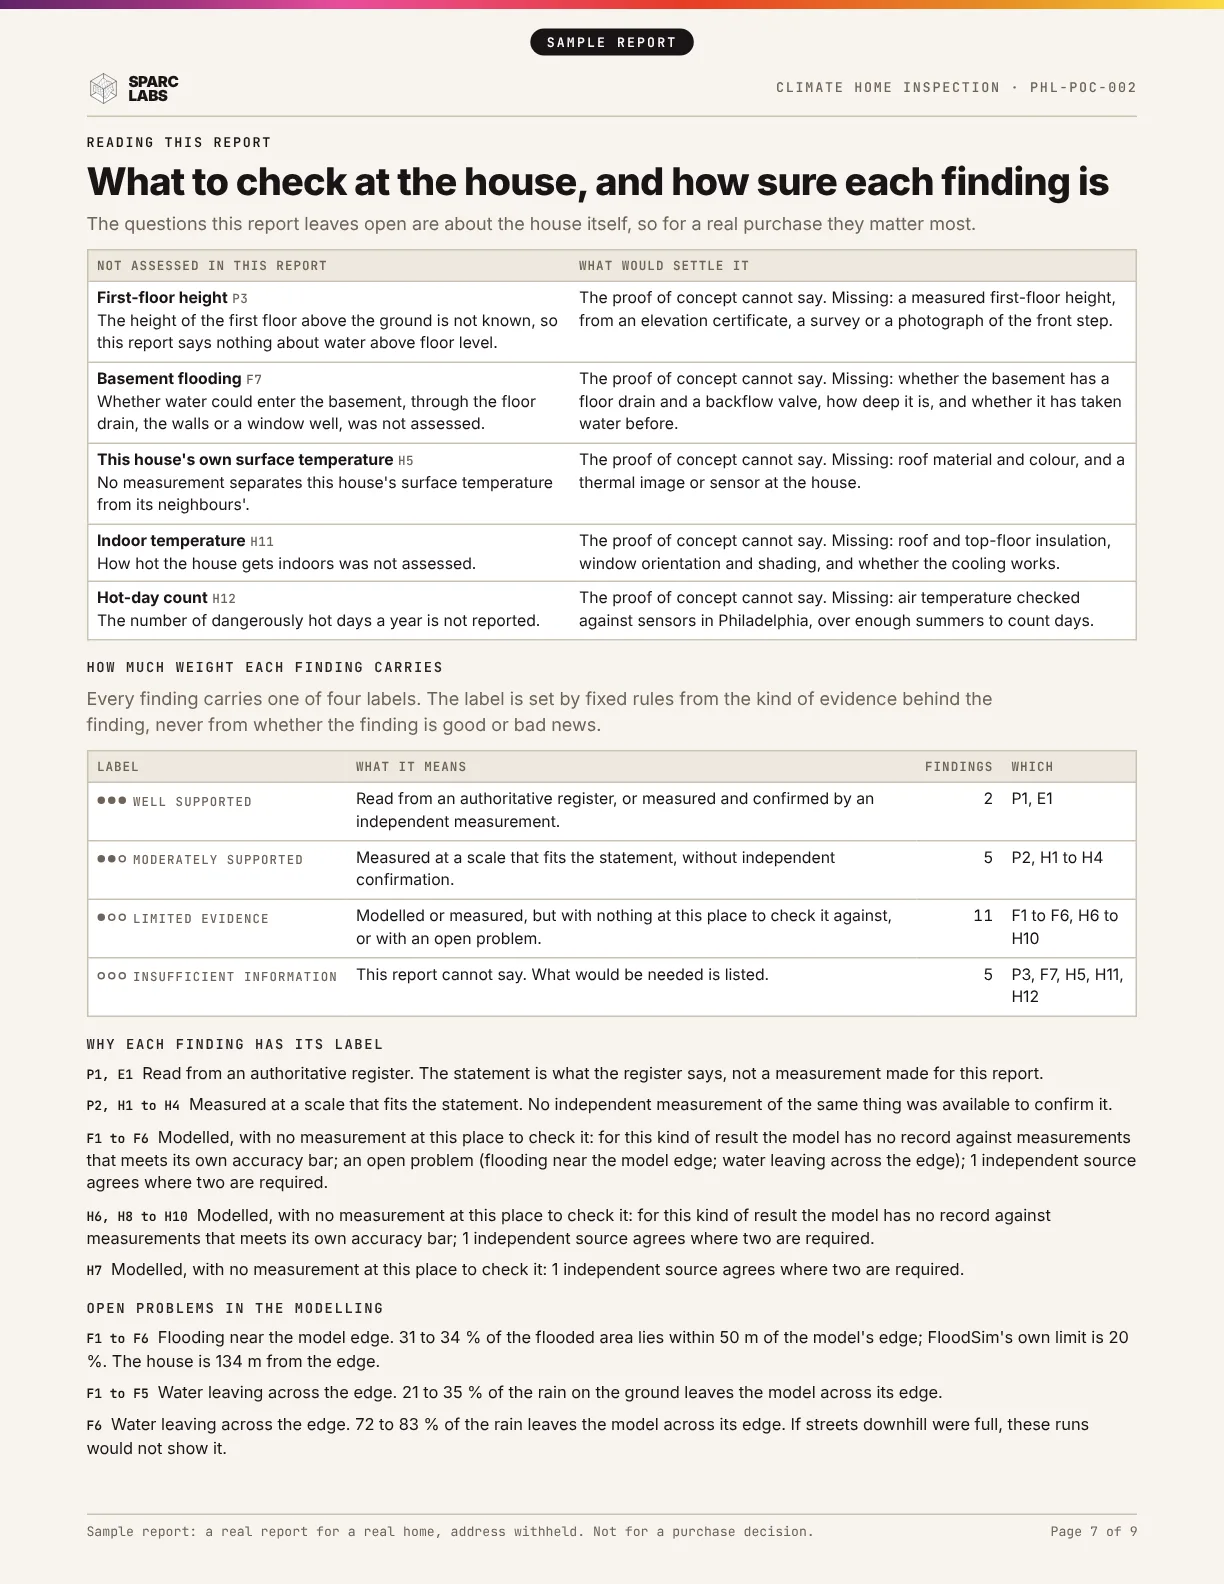 SAMPLE REPORT
SPARC
LABS
CLIMATE HOME INSPECTION · PHL-POC-002
READING THIS REPORT
What to check at the house, and how sure each finding is
The questions this report leaves open are about the house itself, so for a real purchase they matter most.
NOT ASSESSED IN THIS REPORT
WHAT WOULD SETTLE IT
First-floor height P3
The height of the first floor above the ground is not known, so
this report says nothing about water above floor level.
The proof of concept cannot say. Missing: a measured first-floor height,
from an elevation certificate, a survey or a photograph of the front step.
Basement flooding F7
Whether water could enter the basement, through the floor
drain, the walls or a window well, was not assessed.
The proof of concept cannot say. Missing: whether the basement has a
floor drain and a backflow valve, how deep it is, and whether it has taken
water before.
This house's own surface temperature H5
No measurement separates this house's surface temperature
from its neighbours'.
The proof of concept cannot say. Missing: roof material and colour, and a
thermal image or sensor at the house.
Indoor temperature H11
How hot the house gets indoors was not assessed.
The proof of concept cannot say. Missing: roof and top-floor insulation,
window orientation and shading, and whether the cooling works.
Hot-day count H12
The number of dangerously hot days a year is not reported.
The proof of concept cannot say. Missing: air temperature checked
against sensors in Philadelphia, over enough summers to count days.
HOW MUCH WEIGHT EACH FINDING CARRIES
Every finding carries one of four labels. The label is set by fixed rules from the kind of evidence behind the
finding, never from whether the finding is good or bad news.
LABEL WHAT IT MEANS FINDINGS WHICH
●●● WELL SUPPORTED
Read from an authoritative register, or measured and confirmed by an
independent measurement.
2
P1, E1
●●○ MODERATELY SUPPORTED
Measured at a scale that fits the statement, without independent
confirmation.
5
P2, H1 to H4
●○○ LIMITED EVIDENCE
Modelled or measured, but with nothing at this place to check it against,
or with an open problem.
11
F1 to F6, H6 to
H10
○○○ INSUFFICIENT INFORMATION
This report cannot say. What would be needed is listed.
5
P3, F7, H5, H11,
H12
WHY EACH FINDING HAS ITS LABEL
P1, E1 Read from an authoritative register. The statement is what the register says, not a measurement made for this report.
P2, H1 to H4 Measured at a scale that fits the statement. No independent measurement of the same thing was available to confirm it.
F1 to F6 Modelled, with no measurement at this place to check it: for this kind of result the model has no record against measurements
that meets its own accuracy bar; an open problem (flooding near the model edge; water leaving across the edge); 1 independent source
agrees where two are required.
H6, H8 to H10 Modelled, with no measurement at this place to check it: for this kind of result the model has no record against
measurements that meets its own accuracy bar; 1 independent source agrees where two are required.
H7 Modelled, with no measurement at this place to check it: 1 independent source agrees where two are required.
OPEN PROBLEMS IN THE MODELLING
F1 to F6 Flooding near the model edge. 31 to 34 % of the flooded area lies within 50 m of the model's edge; FloodSim's own limit is 20
%. The house is 134 m from the edge.
F1 to F5 Water leaving across the edge. 21 to 35 % of the rain on the ground leaves the model across its edge.
F6 Water leaving across the edge. 72 to 83 % of the rain leaves the model across its edge. If streets downhill were full, these runs
would not show it.
Sample report: a real report for a real home, address withheld. Not for a purchase decision.
Page 7 of 9